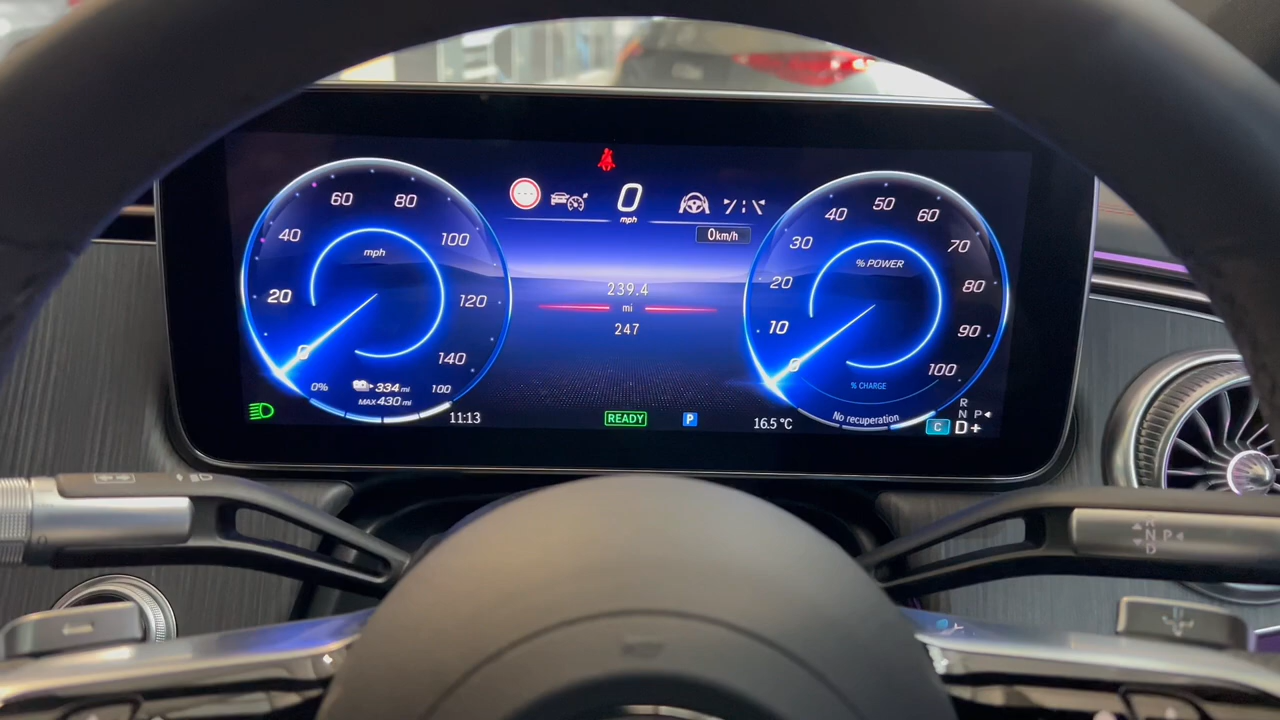 0
mph
0 km/h
60 80
40 100
mph
20 120
0 140
0% 334 mi 100
MAX 430 mi
11:13
239.4
mi
247
READY
P
16.5 °C
50
40 60
30 70
% POWER
20 80
10 90
0 100
% CHARGE
No recuperation
R
N P
C D+
R
N P
D